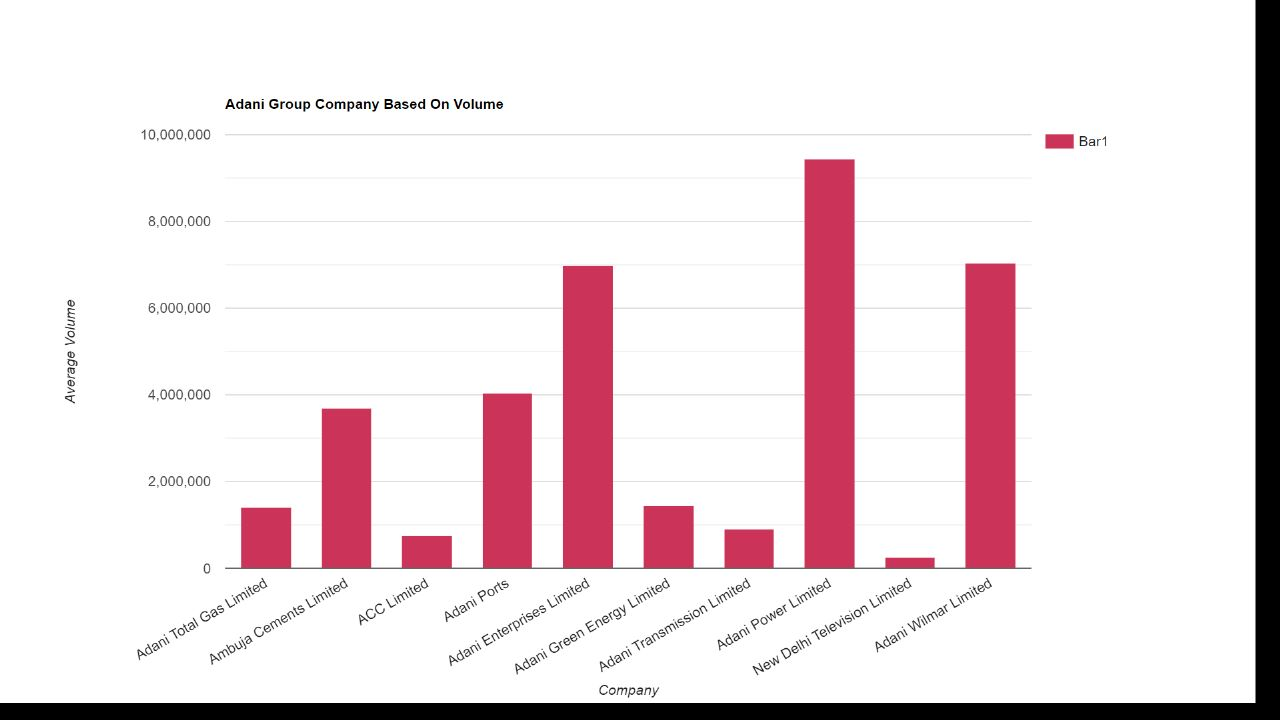 Adani Group Company Based On Volume
10,000,000
Bar1
8,000,000
6,000,000
4,000,000
2,000,000
0
Average Volume
Adani Total Gas Limited
Ambuja Cements Limited
ACC Limited
Adani Ports
Adani Enterprises Limited
Adani Green Energy Limited
Adani Transmission Limited
Adani Power Limited
New Delhi Television Limited
Adani Wilmar Limited
Company